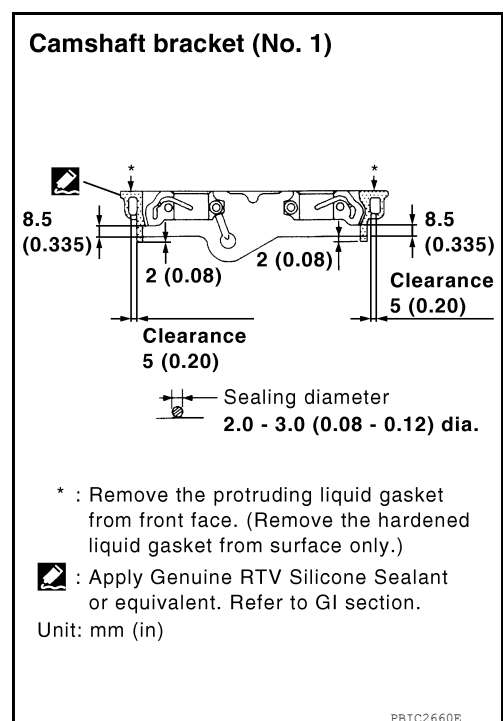 Camshaft bracket (No. 1)
*
*
8.5
(0.335)
8.5
(0.335)
2 (0.08)
2 (0.08)
Clearance
5 (0.20)
Clearance
5 (0.20)
Sealing diameter
2.0 - 3.0 (0.08 - 0.12) dia.
* : Remove the protruding liquid gasket
from front face. (Remove the hardened
liquid gasket from surface only.)
: Apply Genuine RTV Silicone Sealant
or equivalent. Refer to GI section.
Unit: mm (in)
PBIC2660E